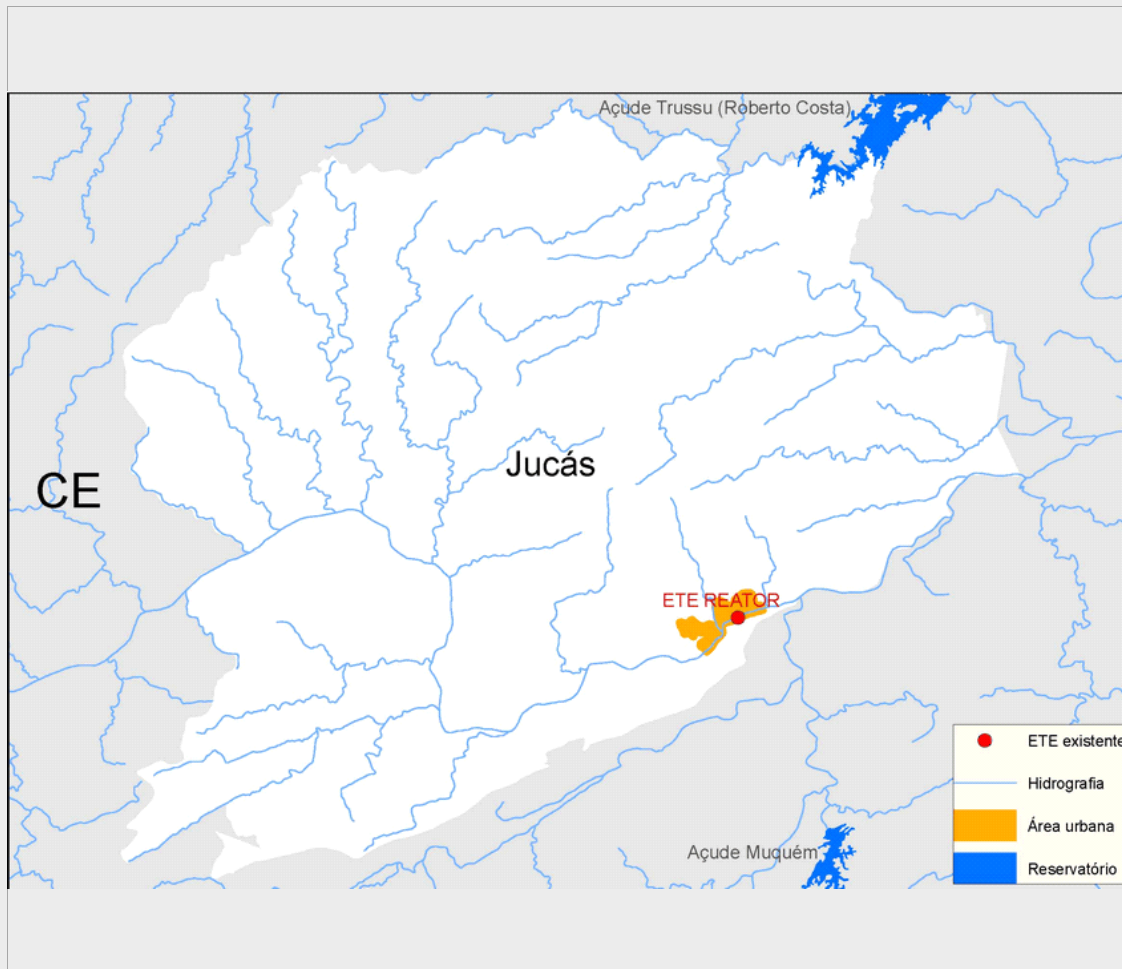 Açude Trussu (Roberto Costa)
Jucás
CE
ETE REATOR
ETE existente
Hidrografia
Área urbana
Açude Muquém
Reservatório